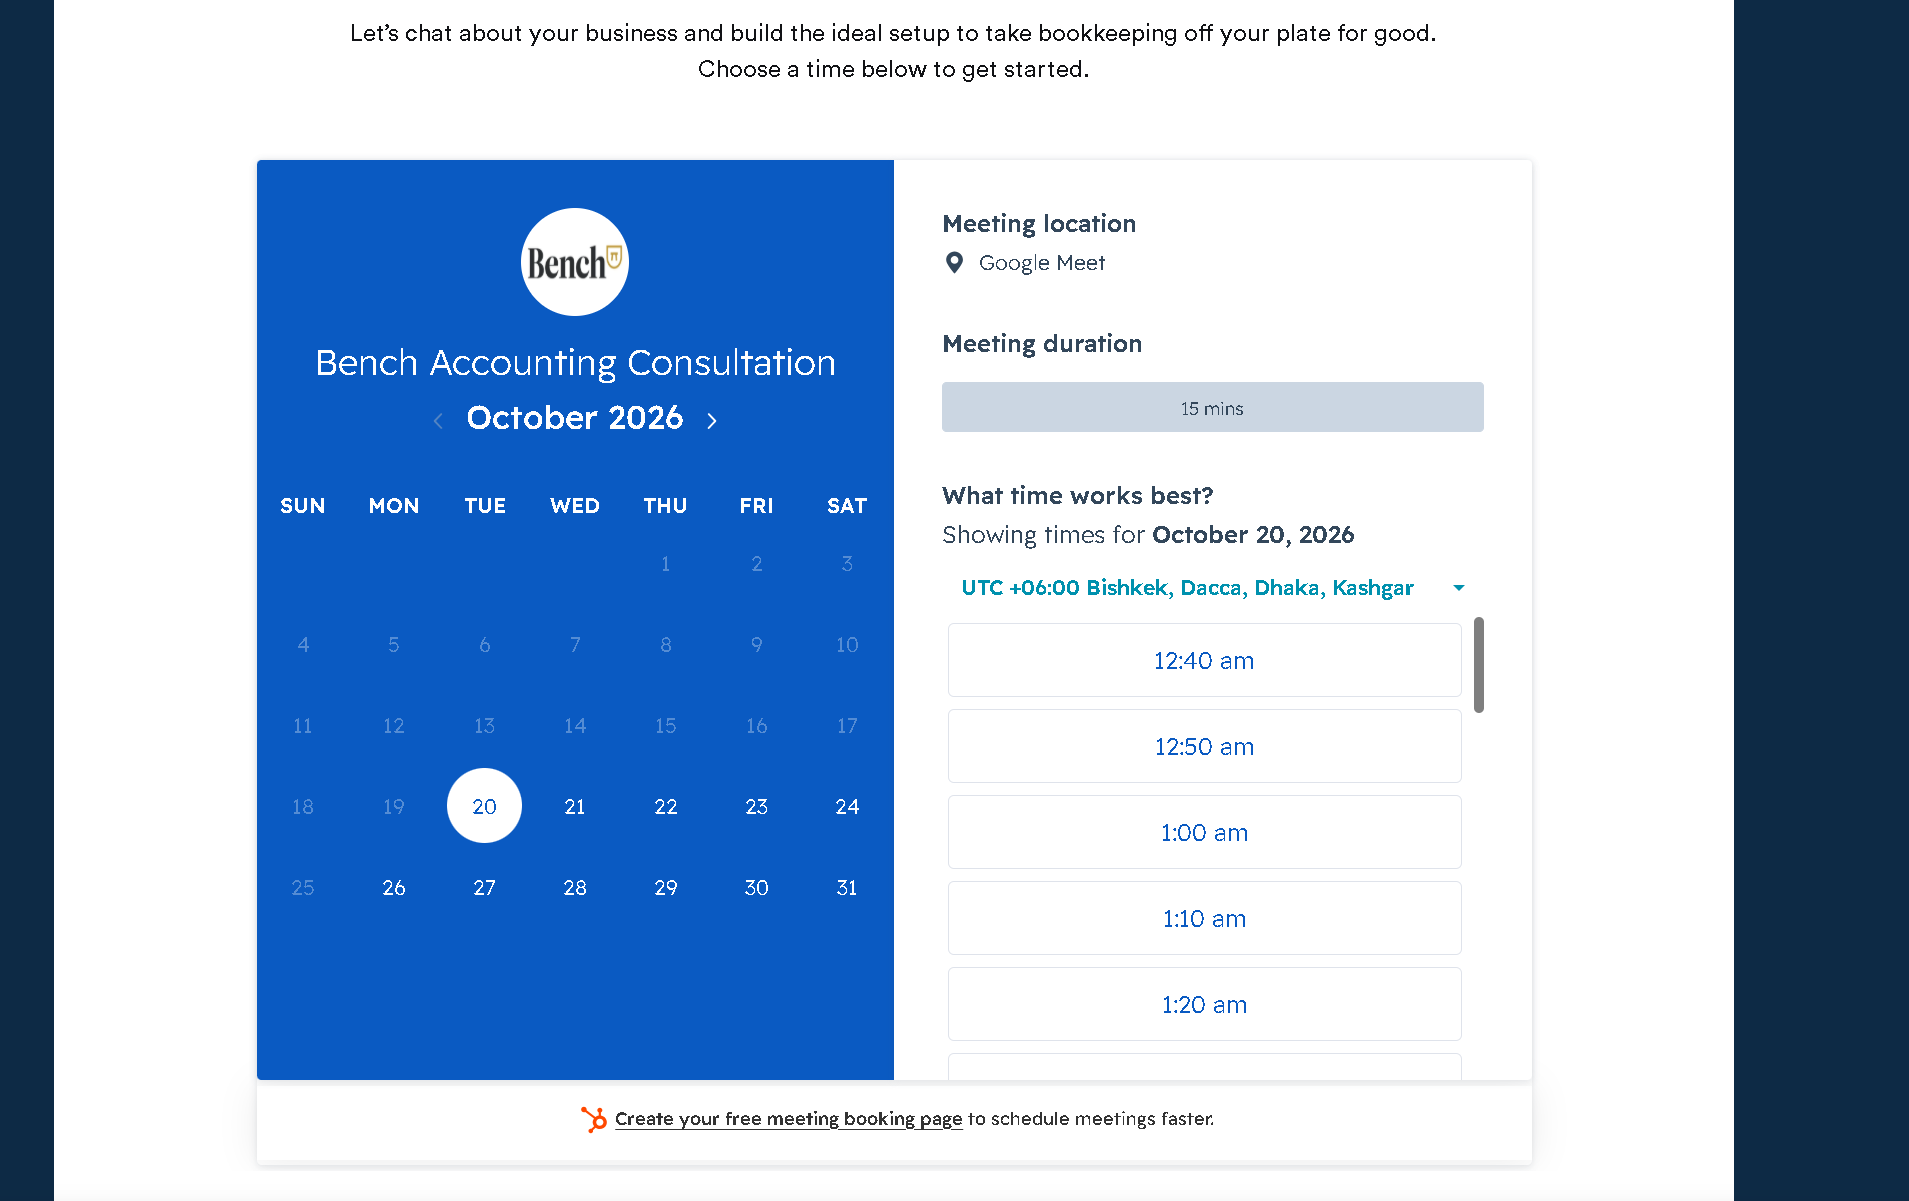 Let's chat about your business and build the ideal setup to take bookkeeping off your plate for good.
Choose a time below to get started.
Bench
Bench Accounting Consultation
October 2026
SUN MON TUE WED THU FRI SAT
1 2 3
4 5 6 7 8 9 10
11 12 13 14 15 16 17
18 19 20 21 22 23 24
25 26 27 28 29 30 31
Meeting location
Google Meet
Meeting duration
15 mins
What time works best?
Showing times for October 20, 2026
UTC +06:00 Bishkek, Dacca, Dhaka, Kashgar
12:40 am
12:50 am
1:00 am
1:10 am
1:20 am
Create your free meeting booking page to schedule meetings faster.